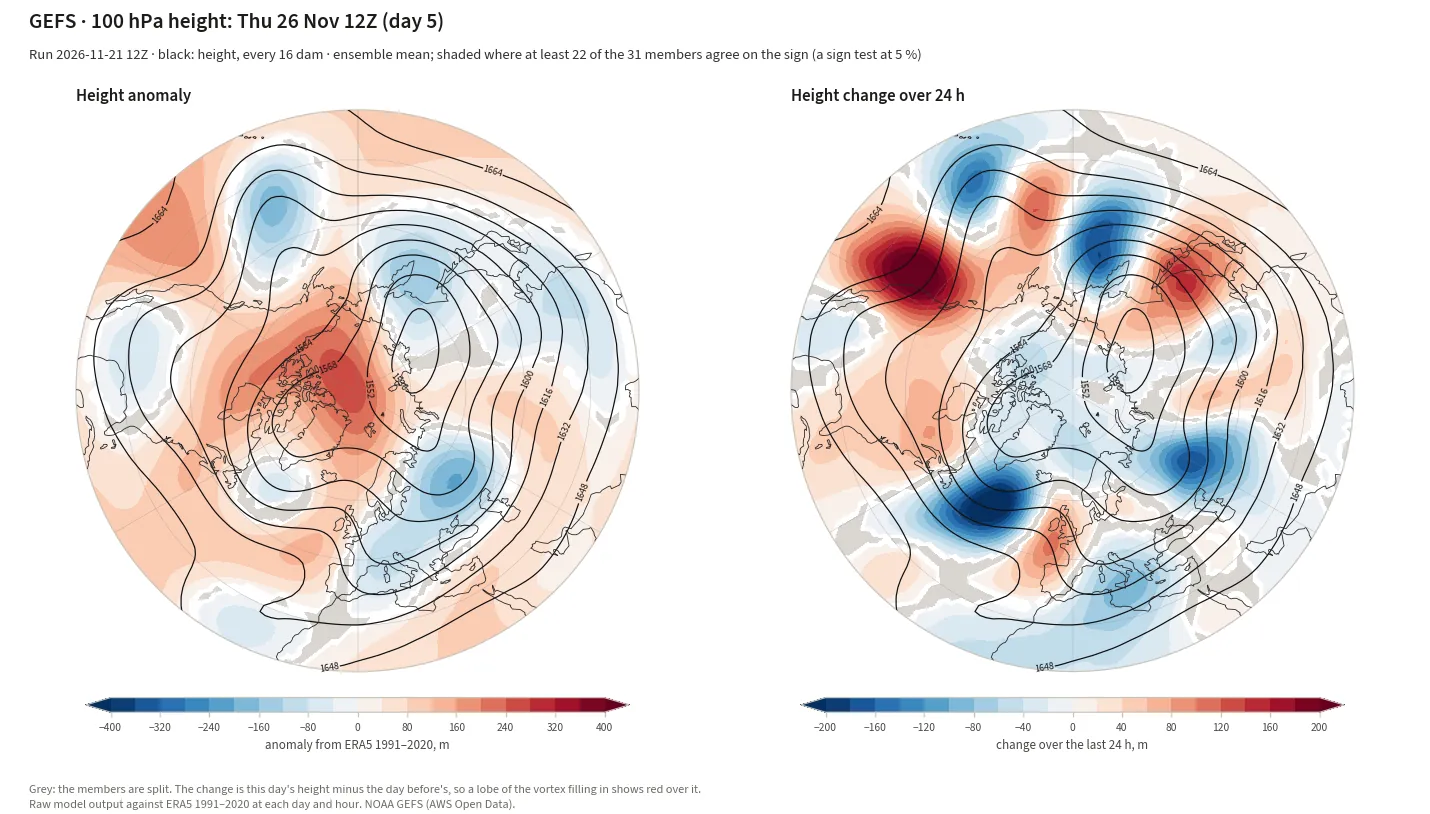 GEFS · 100 hPa height: Thu 26 Nov 12Z (day 5)
Run 2026-11-21 12Z · black: height, every 16 dam · ensemble mean; shaded where at least 22 of the 31 members agree on the sign (a sign test at 5 %)
Height anomaly
Height change over 24 h
1664
1664
1584
1568
1552
1600
1616
1632
1648
1648
1664
1664
1584
1568
1552
1600
1616
1632
1648
1648
−400 −320 −240 −160 −80 0 80 160 240 320 400
anomaly from ERA5 1991–2020, m
−200 −160 −120 −80 −40 0 40 80 120 160 200
change over the last 24 h, m
Grey: the members are split. The change is this day's height minus the day before's, so a lobe of the vortex filling in shows red over it.
Raw model output against ERA5 1991–2020 at each day and hour. NOAA GEFS (AWS Open Data).